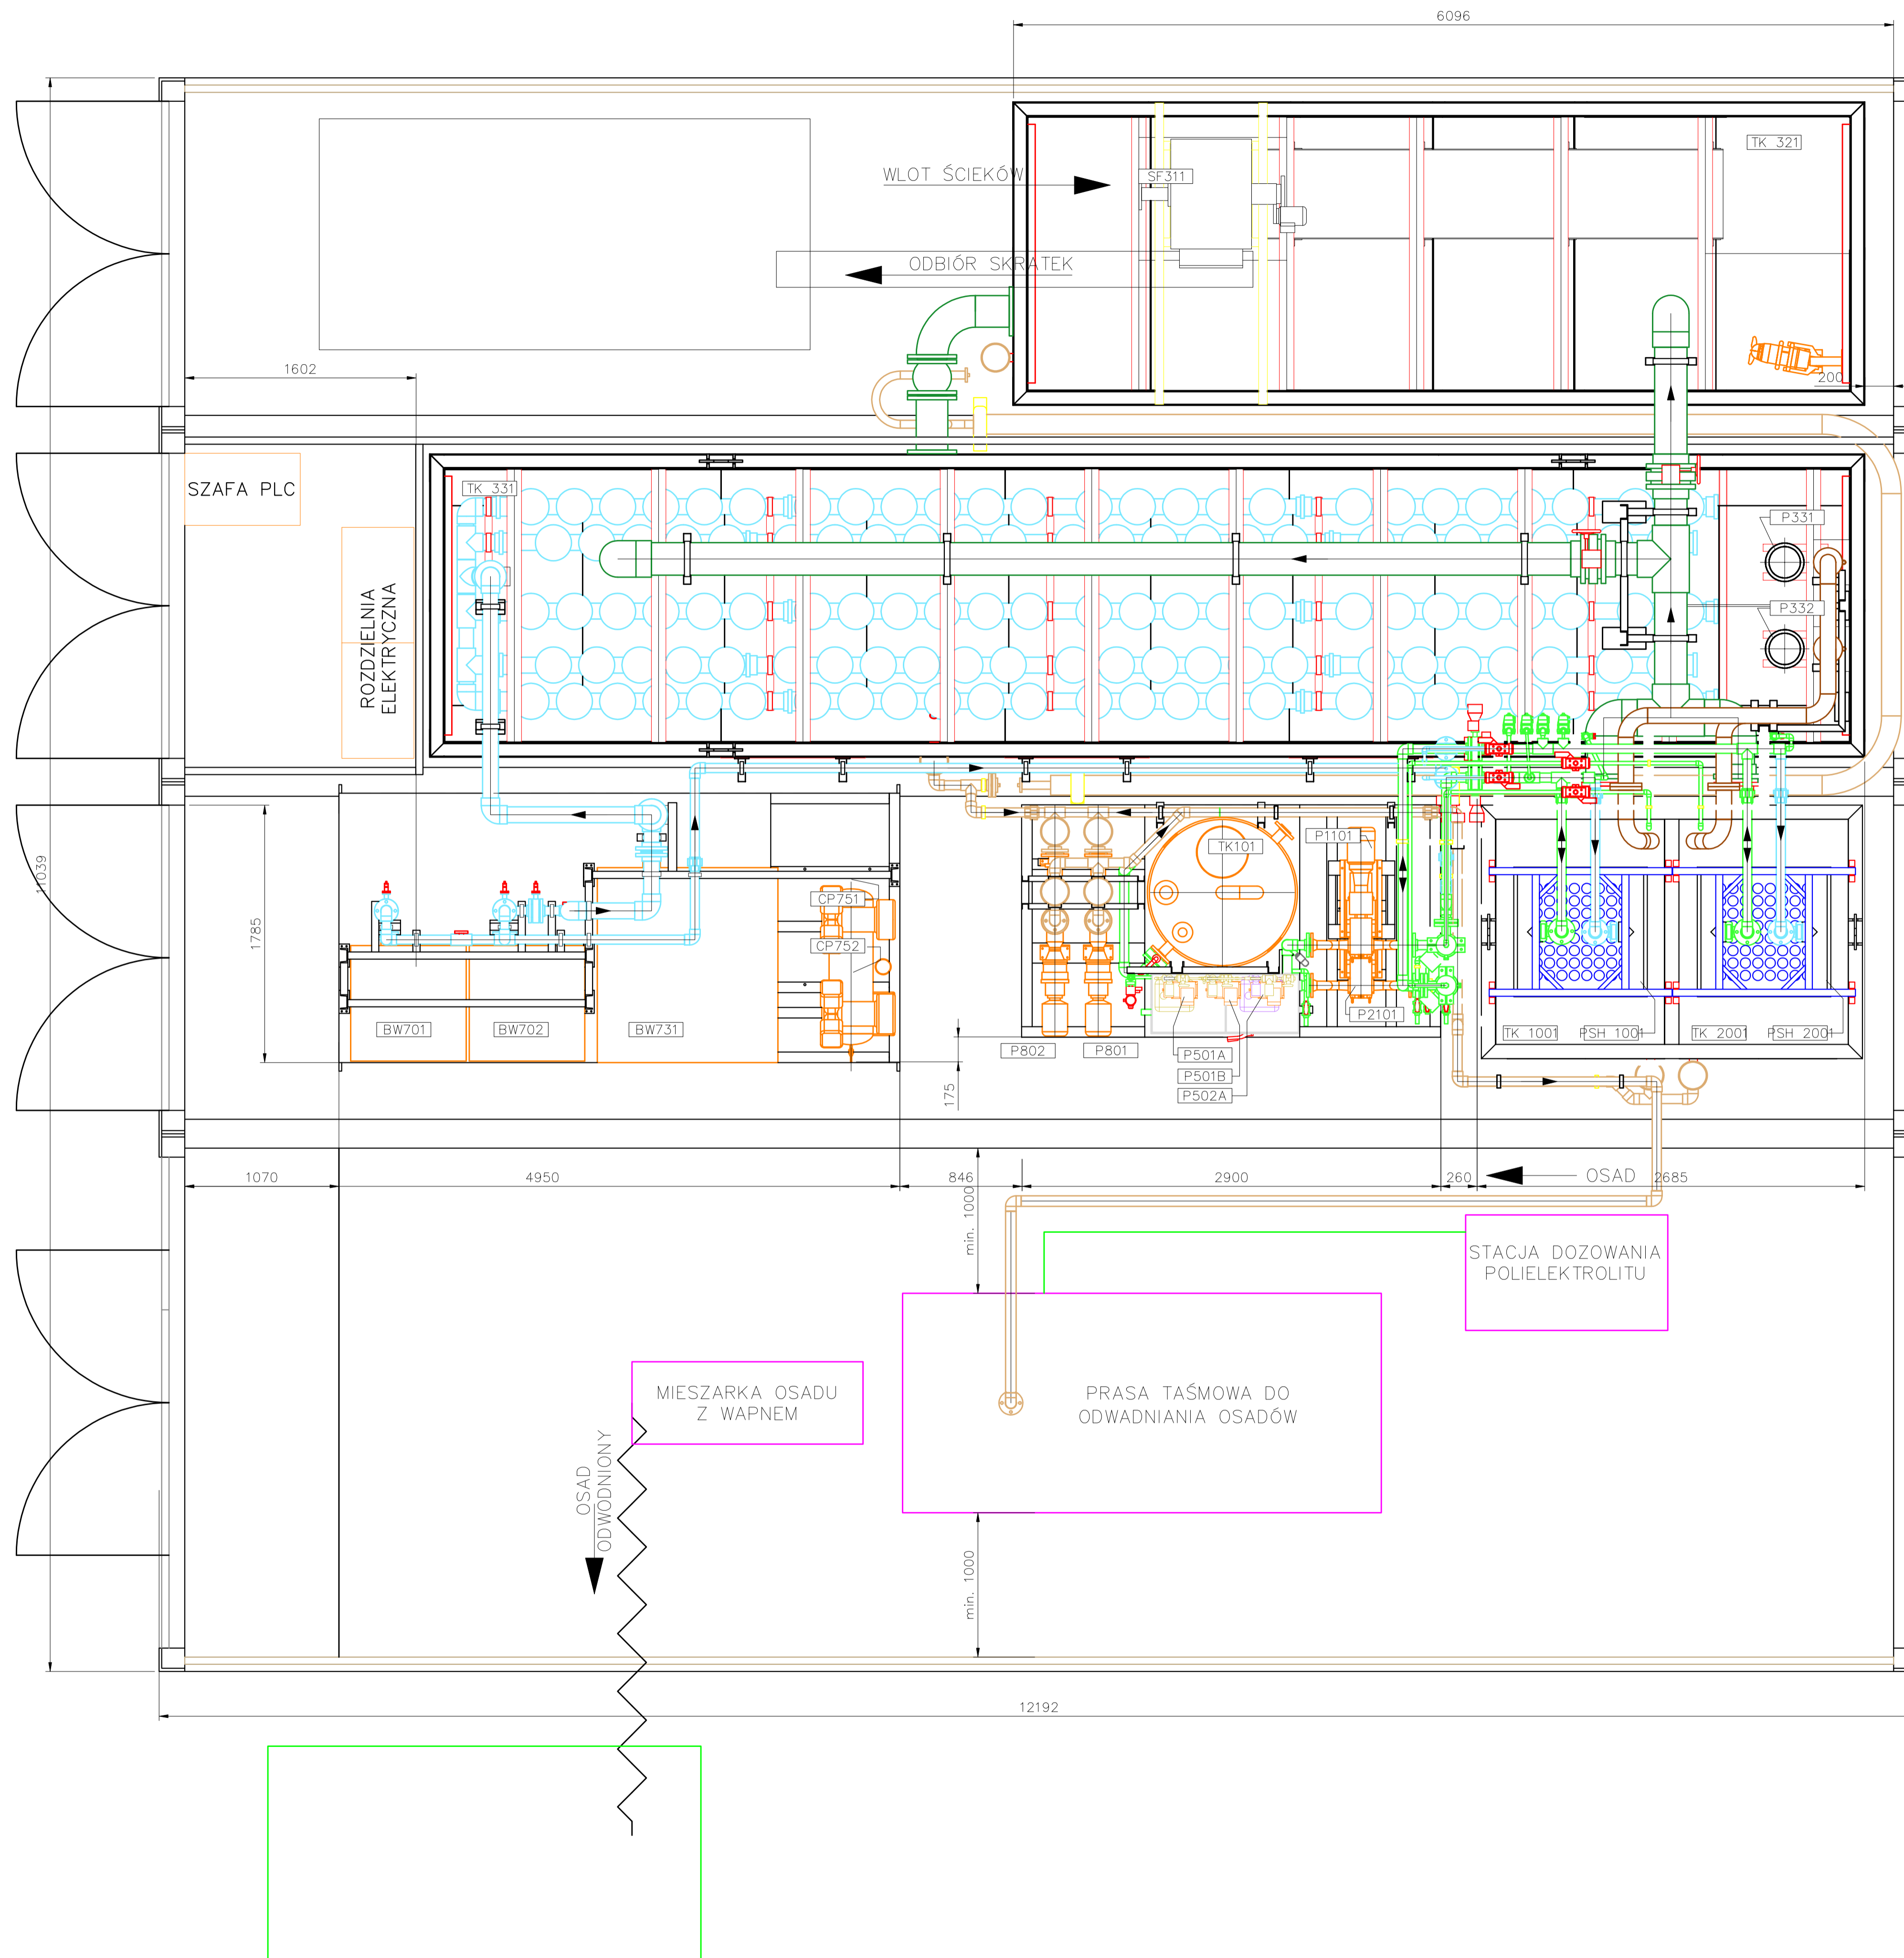 6096
TK 321
WLOT ŚCIEKÓW
SF311
ODBIÓR SKRATEK
1602
200
SZAFA PLC
TK 331
P331
ROZDZIELNIA
ELEKTRYCZNA
P332
11039
1785
TK101
P1101
CP751
CP752
BW701
BW702
BW731
P2101
TK 1001
PSH 1001
TK 2001
PSH 2001
P802
P801
P501A
P501B
P502A
175
1070
4950
846
2900
260
OSAD
2685
min. 1000
STACJA DOZOWANIA
POLIELEKTROLITU
MIESZARKA OSADU
Z WAPNEM
PRASA TAŚMOWA DO
ODWADNIANIA OSADÓW
OSAD
ODWODNIONY
min. 1000
12192